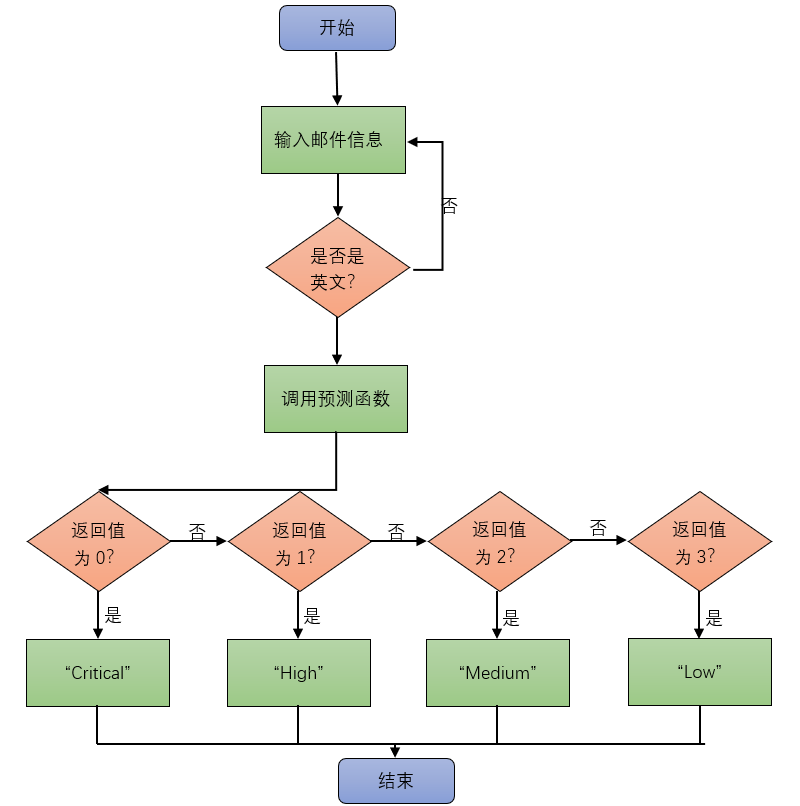 开始
输入邮件信息
否
是否是
英文？
调用预测函数
返回值
为 0？
否
返回值
为 1？
否
返回值
为 2？
否
返回值
为 3？
是
是
是
是
“Critical”
“High”
“Medium”
“Low”
结束